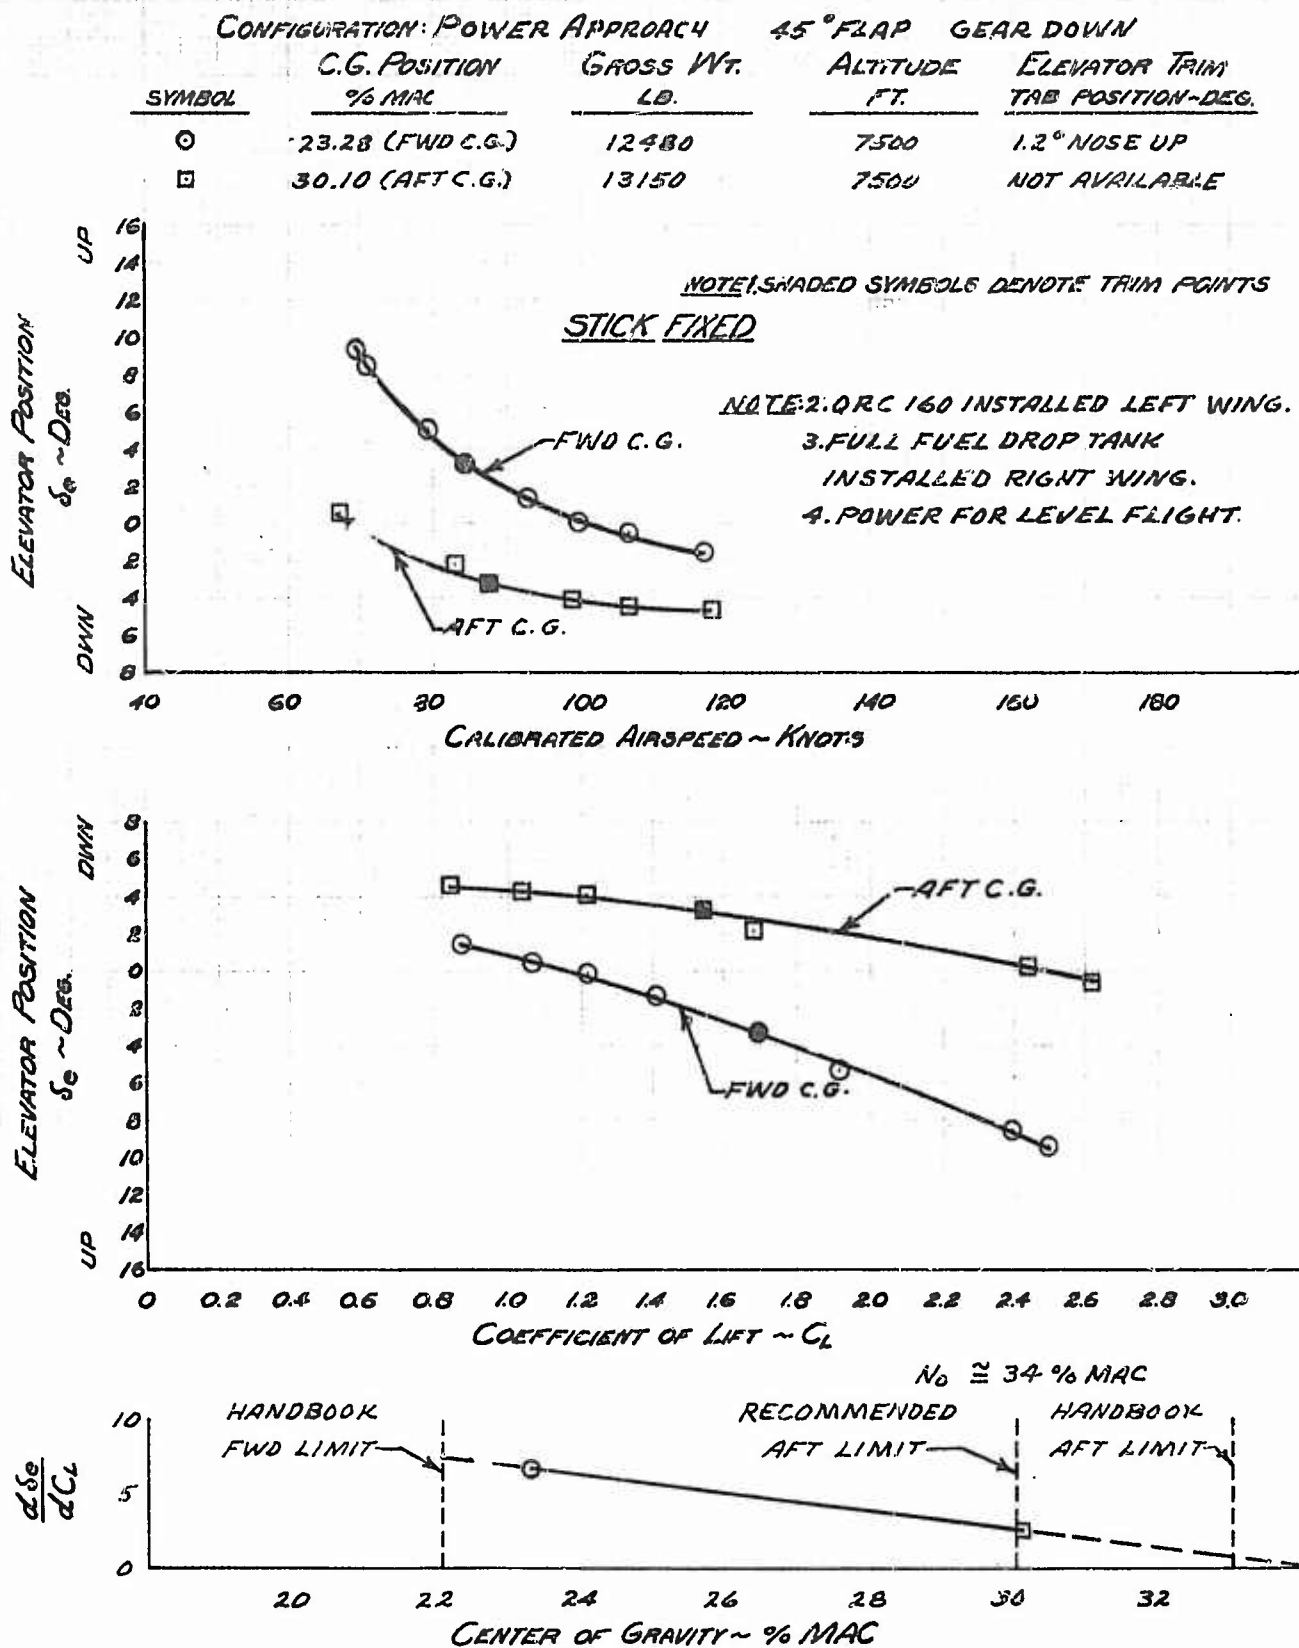 CONFIGURATION: POWER APPROACH 45° FLAP GEAR DOWN
SYMBOL C.G. POSITION % MAC GROSS WT. LB. ALTITUDE FT. ELEVATOR TRIM TAB POSITION~DEG.
23.28 (FWD C.G.) 12480 7500 1.2° NOSE UP
30.10 (AFT C.G.) 13150 7500 NOT AVAILABLE
NOTE 1. SHADED SYMBOLS DENOTE TRIM POINTS
STICK FIXED
NOTE: 2. QRC 160 INSTALLED LEFT WING.
3. FULL FUEL DROP TANK
INSTALLED RIGHT WING.
4. POWER FOR LEVEL FLIGHT.
FWD C.G.
AFT C.G.
ELEVATOR POSITION
δe ~ DEG.
UP
DWN
16
14
12
10
8
6
4
2
0
2
4
6
8
40 60 80 100 120 140 160 180
CALIBRATED AIRSPEED ~ KNOTS
ELEVATOR POSITION
δe ~ DEG.
DWN
UP
8
6
4
2
0
2
4
6
8
10
12
14
16
AFT C.G.
FWD C.G.
0 0.2 0.4 0.6 0.8 1.0 1.2 1.4 1.6 1.8 2.0 2.2 2.4 2.6 2.8 3.0
COEFFICIENT OF LIFT ~ CL
N₀ ≅ 34 % MAC
HANDBOOK
FWD LIMIT
RECOMMENDED
AFT LIMIT
HANDBOOK
AFT LIMIT
dδe
dCL
10
5
0
20 22 24 26 28 30 32
CENTER OF GRAVITY ~ % MAC